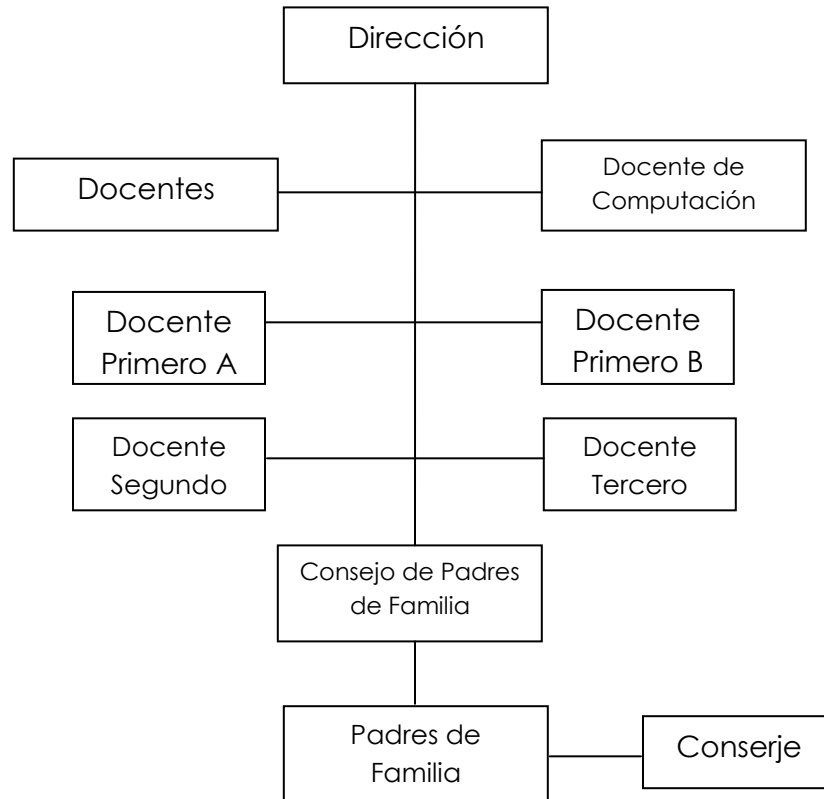 Dirección
Docentes
Docente de
Computación
Docente
Primero A
Docente
Primero B
Docente
Segundo
Docente
Tercero
Consejo de Padres
de Familia
Padres de
Familia
Conserje